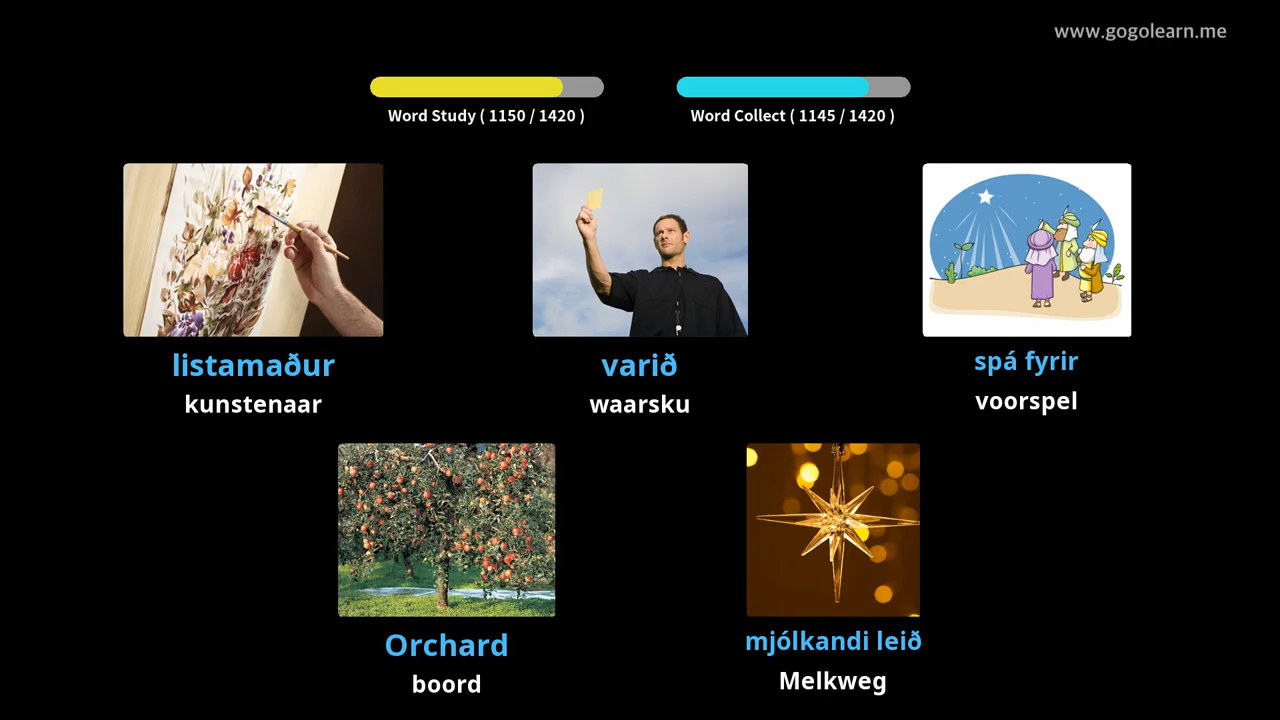 www.gogolearn.me
Word Study ( 1150 / 1420 )
Word Collect ( 1145 / 1420 )
listamaður
kunstenaar
varið
waarsku
spá fyrir
voorspel
Orchard
boord
mjólkandi leið
Melkweg